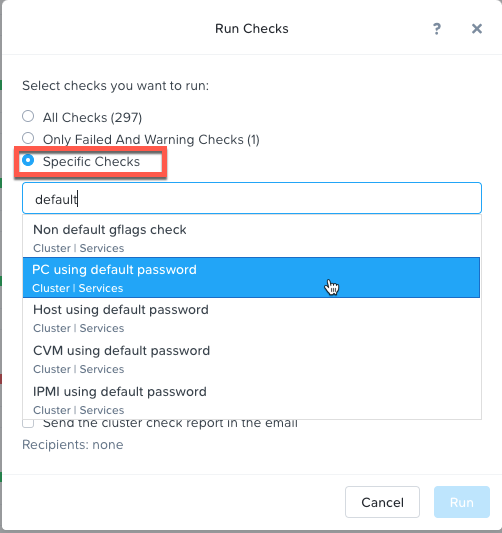 Run Checks
?
Select checks you want to run:
All Checks (297)
Only Failed And Warning Checks (1)
Specific Checks
default
Non default gflags check
Cluster | Services
PC using default password
Cluster | Services
Host using default password
Cluster | Services
CVM using default password
Cluster | Services
IPMI using default password
Cluster | Services
Send the cluster check report in the email
Recipients: none
Cancel
Run